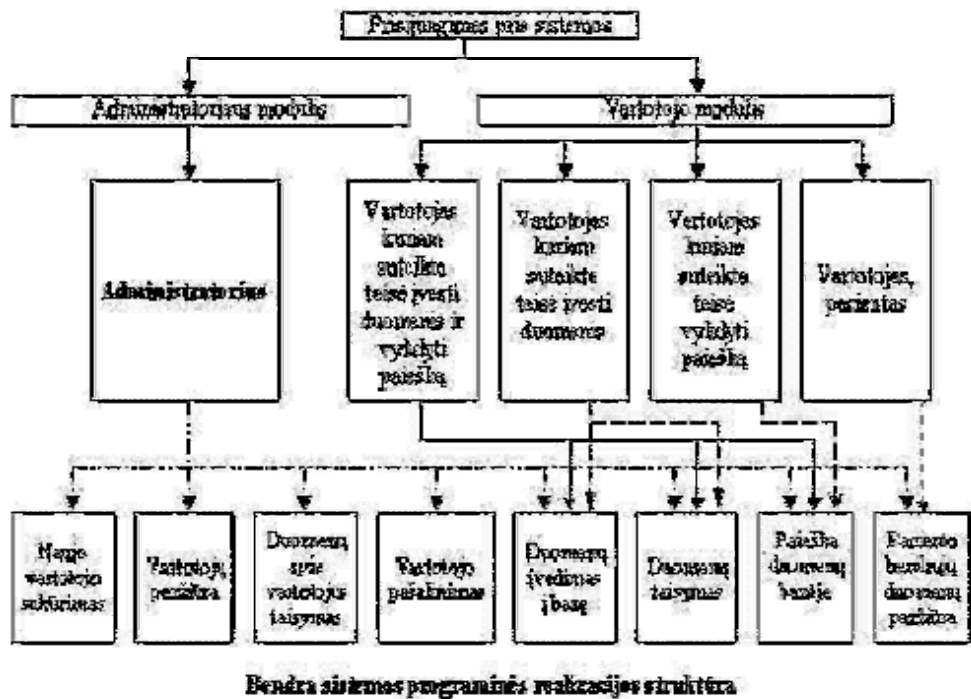 Prisijungimas prie sistemos
Administratoriaus modulis
Vartotojo modulis
Administratorius
Vartotojas
kuriam
suteikta
teisė įvesti
duomenis ir
vykdyti
paiešką
Vartotojas
kuriam
suteikta
teisė įvesti
duomenis
Vartotojas
kuriam
suteikta
teisė
vykdyti
paiešką
Vartotojas,
pacientas
Naujo
vartotojo
sukūrimas
Vartotojų
peržiūra
Duomenų
apie
vartotojus
taisymas
Vartotojo
pašalinimas
Duomenų
įvedimas
į bazę
Duomenų
taisymas
Paieška
duomenų
bazėje
Paciento
duomenų
peržiūra
Bendra sistemos programinės realizacijos struktūra